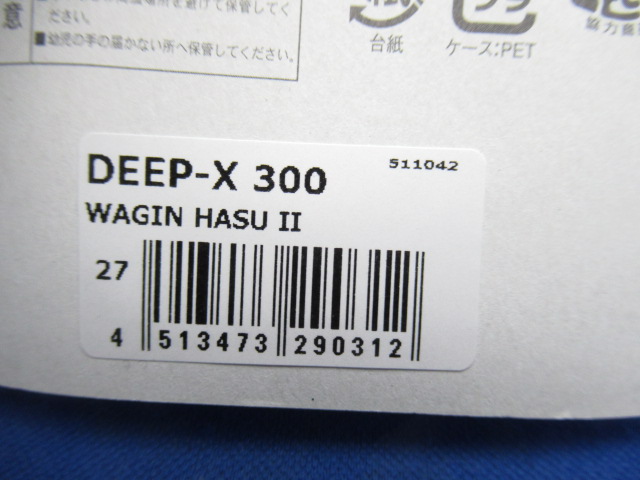 意
ださい。
■幼児の手の届かない所へ保管してください。
台紙
ケース:PET
DEEP-X 300
511042
WAGIN HASU II
27
4 513473 290312